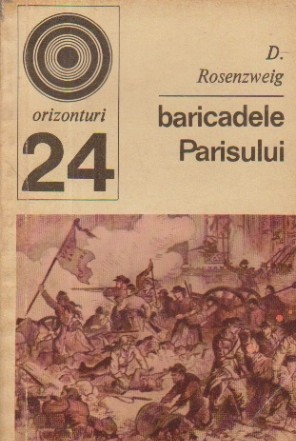 orizonturi
24
D.
Rosenzweig
baricadele
Parisului